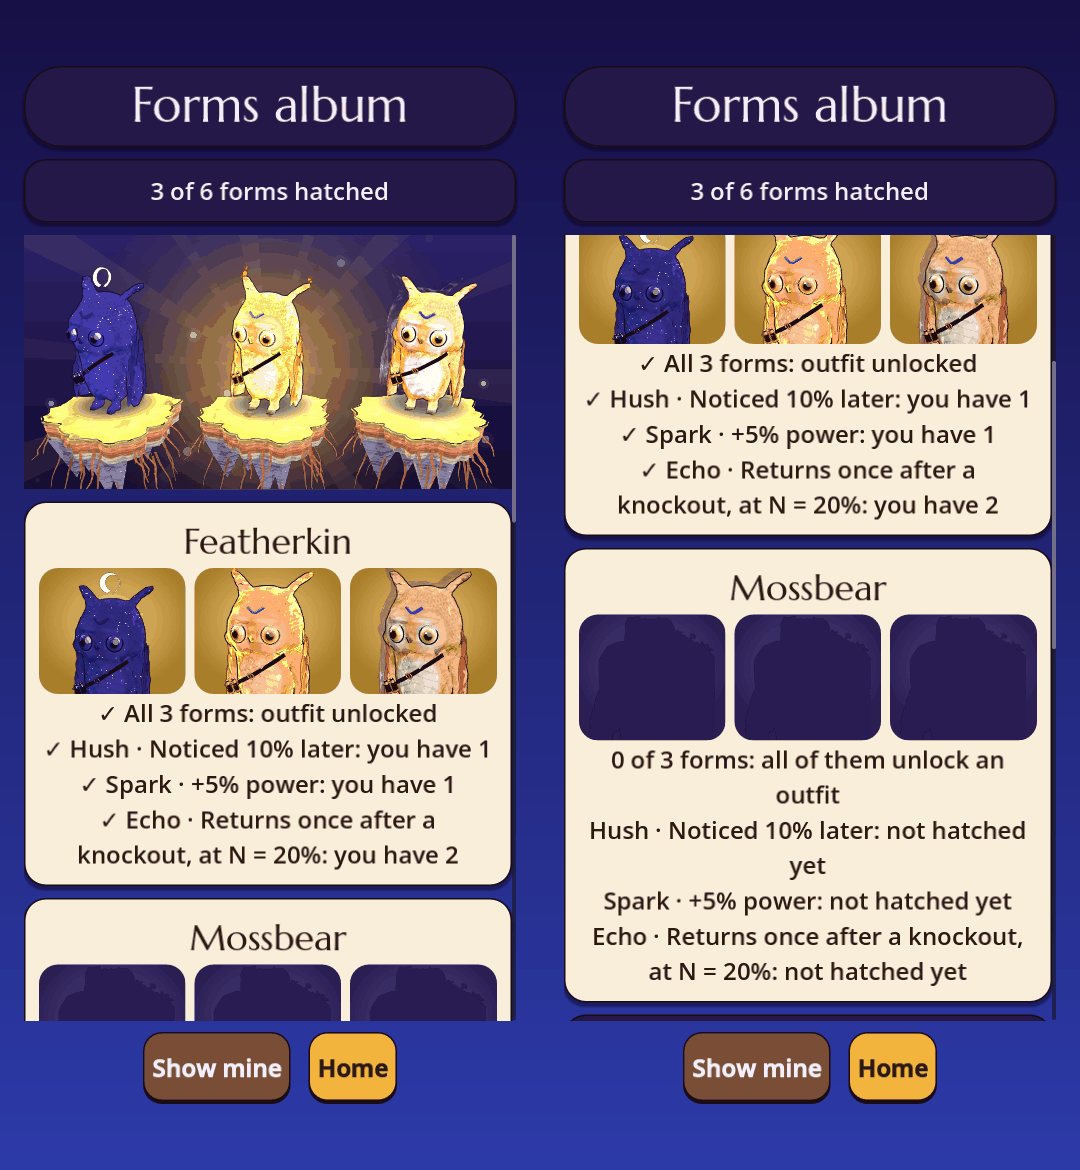 Forms album
3 of 6 forms hatched
Featherkin
✓ All 3 forms: outfit unlocked
✓ Hush · Noticed 10% later: you have 1
✓ Spark · +5% power: you have 1
✓ Echo · Returns once after a
knockout, at N = 20%: you have 2
Mossbear
Show mine
Home
Forms album
3 of 6 forms hatched
✓ All 3 forms: outfit unlocked
✓ Hush · Noticed 10% later: you have 1
✓ Spark · +5% power: you have 1
✓ Echo · Returns once after a
knockout, at N = 20%: you have 2
Mossbear
0 of 3 forms: all of them unlock an
outfit
Hush · Noticed 10% later: not hatched
yet
Spark · +5% power: not hatched yet
Echo · Returns once after a knockout,
at N = 20%: not hatched yet
Show mine
Home